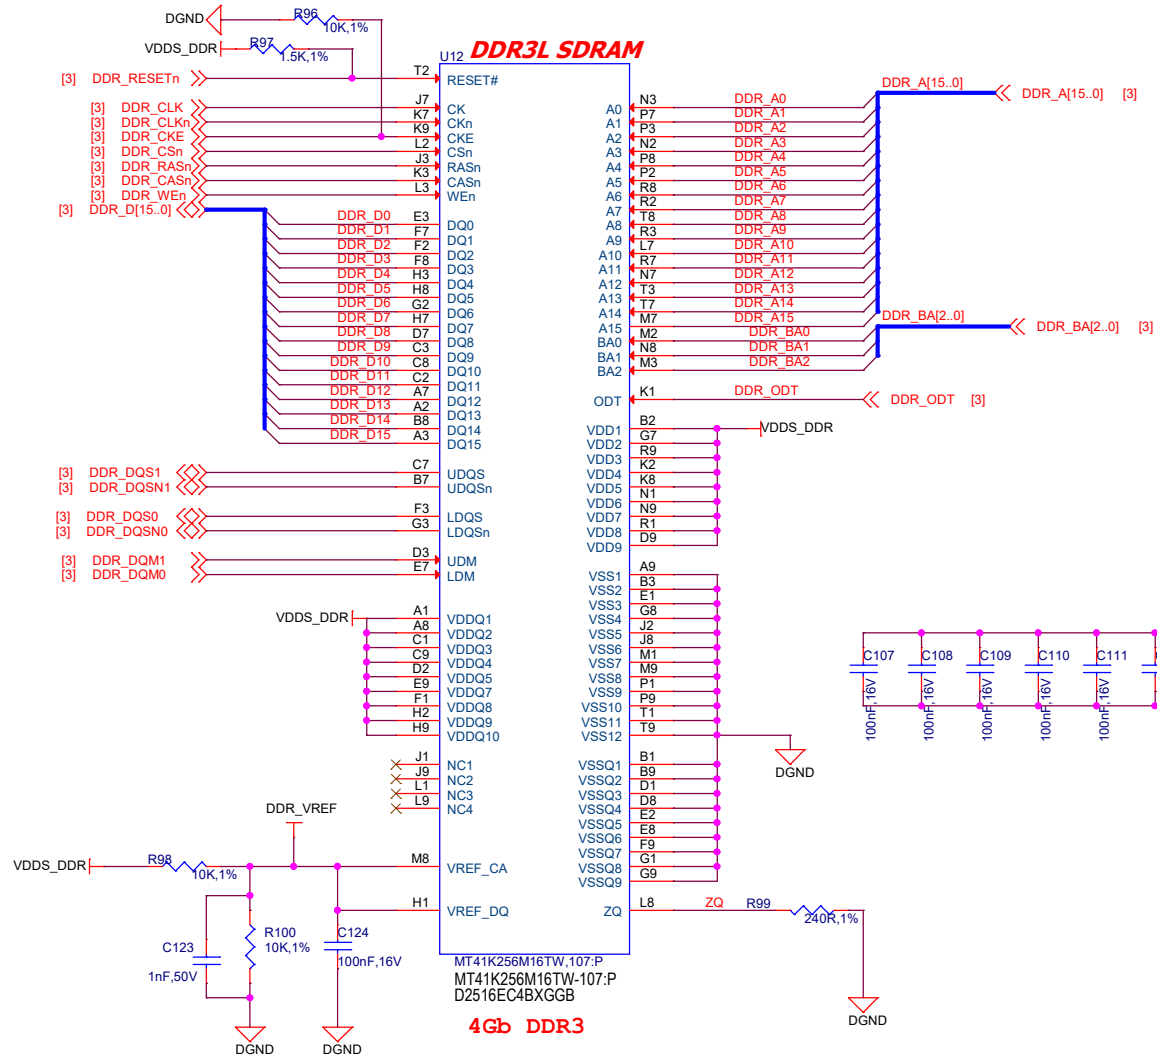 DGND
R96
10K,1%
VDDS_DDR
R97
1.5K,1%
U12
DDR3L SDRAM
[3] DDR_RESETn T2 RESET#
[3] DDR_CLK J7 CK
[3] DDR_CLKn K7 CKn
[3] DDR_CKE K9 CKE
[3] DDR_CSn L2 CSn
[3] DDR_RASn J3 RASn
[3] DDR_CASn K3 CASn
[3] DDR_WEn L3 WEn
[3] DDR_D[15..0]
DDR_D0 E3 DQ0
DDR_D1 F7 DQ1
DDR_D2 F2 DQ2
DDR_D3 F8 DQ3
DDR_D4 H3 DQ4
DDR_D5 H8 DQ5
DDR_D6 G2 DQ6
DDR_D7 H7 DQ7
DDR_D8 D7 DQ8
DDR_D9 C3 DQ9
DDR_D10 C8 DQ10
DDR_D11 C2 DQ11
DDR_D12 A7 DQ12
DDR_D13 A2 DQ13
DDR_D14 B8 DQ14
DDR_D15 A3 DQ15
[3] DDR_DQS1 C7 UDQS
[3] DDR_DQSN1 B7 UDQSn
[3] DDR_DQS0 F3 LDQS
[3] DDR_DQSN0 G3 LDQSn
[3] DDR_DQM1 D3 UDM
[3] DDR_DQM0 E7 LDM
VDDS_DDR A1 VDDQ1
A8 VDDQ2
C1 VDDQ3
C9 VDDQ4
D2 VDDQ5
E9 VDDQ7
F1 VDDQ8
H2 VDDQ9
H9 VDDQ10
J1 NC1
J9 NC2
L1 NC3
L9 NC4
DDR_VREF
VDDS_DDR R98 M8 VREF_CA
10K,1%
H1 VREF_DQ
R100
10K,1%
C123
1nF,50V
C124
100nF,16V
DGND
DGND
A0 N3 DDR_A0
A1 P7 DDR_A1
A2 P3 DDR_A2
A3 N2 DDR_A3
A4 P8 DDR_A4
A5 P2 DDR_A5
A6 R8 DDR_A6
A7 R2 DDR_A7
A8 T8 DDR_A8
A9 R3 DDR_A9
A10 L7 DDR_A10
A11 R7 DDR_A11
A12 N7 DDR_A12
A13 T3 DDR_A13
A14 T7 DDR_A14
A15 M7 DDR_A15
BA0 M2 DDR_BA0
BA1 N8 DDR_BA1
BA2 M3 DDR_BA2
DDR_A[15..0]
DDR_A[15..0] [3]
DDR_BA[2..0]
DDR_BA[2..0] [3]
ODT K1 DDR_ODT
DDR_ODT [3]
VDD1 B2 VDDS_DDR
VDD2 G7
VDD3 R9
VDD4 K2
VDD5 K8
VDD6 N1
VDD7 N9
VDD8 R1
VDD9 D9
VSS1 A9
VSS2 B3
VSS3 E1
VSS4 G8
VSS5 J2
VSS6 J8
VSS7 M1
VSS8 M9
VSS9 P1
VSS10 P9
VSS11 T1
VSS12 T9
DGND
VSSQ1 B1
VSSQ2 B9
VSSQ3 D1
VSSQ4 D8
VSSQ5 E2
VSSQ6 E8
VSSQ7 F9
VSSQ8 G1
VSSQ9 G9
ZQ L8 ZQ R99
240R,1%
DGND
C107
100nF,16V
C108
100nF,16V
C109
100nF,16V
C110
100nF,16V
C111
100nF,16V
MT41K256M16TW,107:P
MT41K256M16TW-107:P
D2516EC4BXGGB
4Gb DDR3